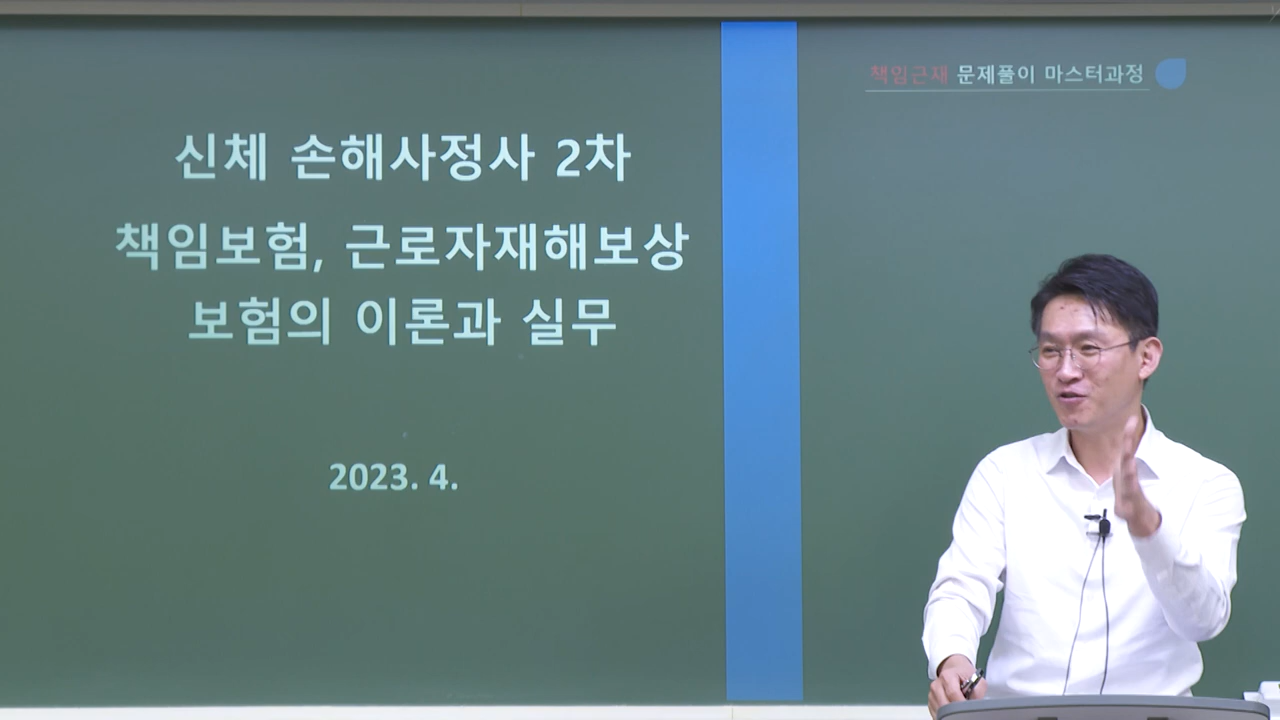 책임근재 문제풀이 마스터과정
신체 손해사정사 2차
책임보험, 근로자재해보상
보험의 이론과 실무
2023. 4.